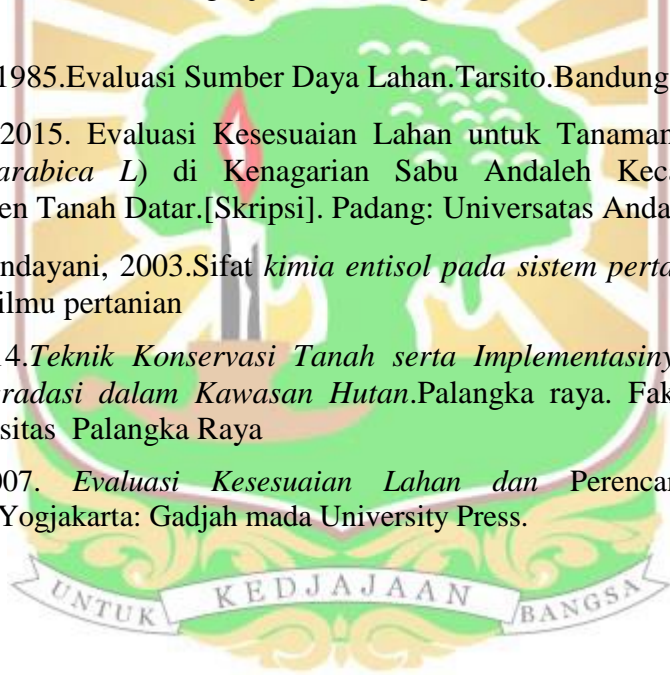 1985.Evaluasi Sumber Daya Lahan.Tarsito.Bandung
2015. Evaluasi Kesesuaian Lahan untuk Tanaman
arabica L) di Kenagarian Sabu Andaleh Keca
en Tanah Datar.[Skripsi]. Padang: Universatas Anda
ndayani, 2003.Sifat kimia entisol pada sistem perta
ilmu pertanian
14.Teknik Konservasi Tanah serta Implementasiny
radasi dalam Kawasan Hutan.Palangka raya. Fak
sitas Palangka Raya
007. Evaluasi Kesesuaian Lahan dan Perencan
Yogjakarta: Gadjah mada University Press.
UNTUK KEDJAJAAN BANGSA